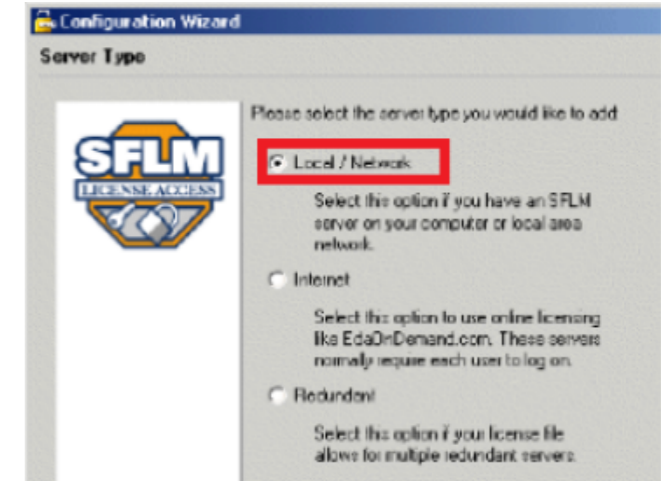 Configuration Wizard
Server Type
Please select the server type you would like to add
SFLM
LICENSE ACCESS
Local / Network
Select this option if you have an SFLM
server on your computer or local area
network.
Internet
Select this option to use online licensing
like EdaOnDemand.com. These servers
normally require each user to log on.
Redundant
Select this option if your license file
allows for multiple redundant servers.